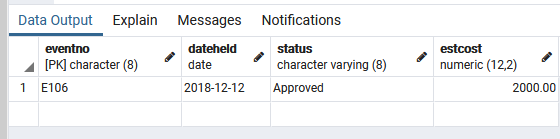 Data Output Explain Messages Notifications
eventno dateheld status estcost
[PK] character (8) date character varying (8) numeric (12,2)
1 E106 2018-12-12 Approved 2000.00